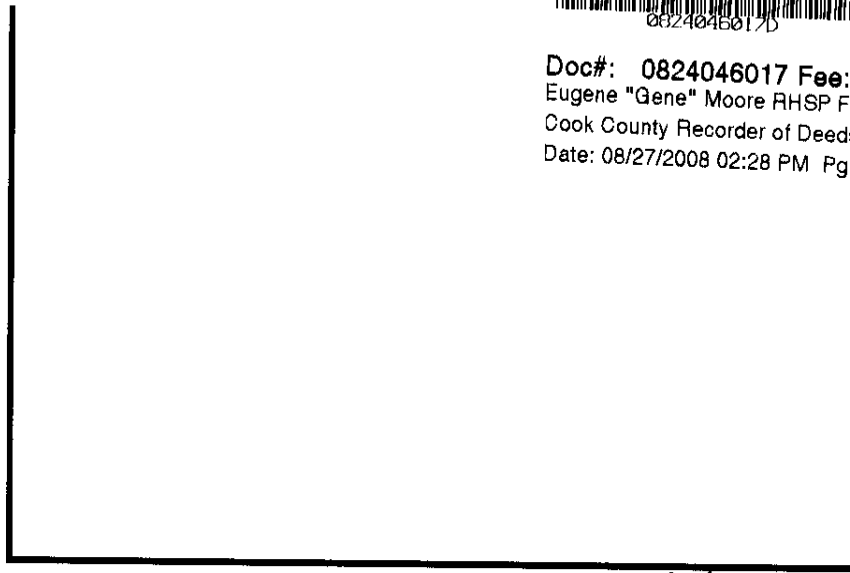 0824046017D
Doc#: 0824046017 Fee:
Eugene "Gene" Moore RHSP F
Cook County Recorder of Deeds
Date: 08/27/2008 02:28 PM Pg